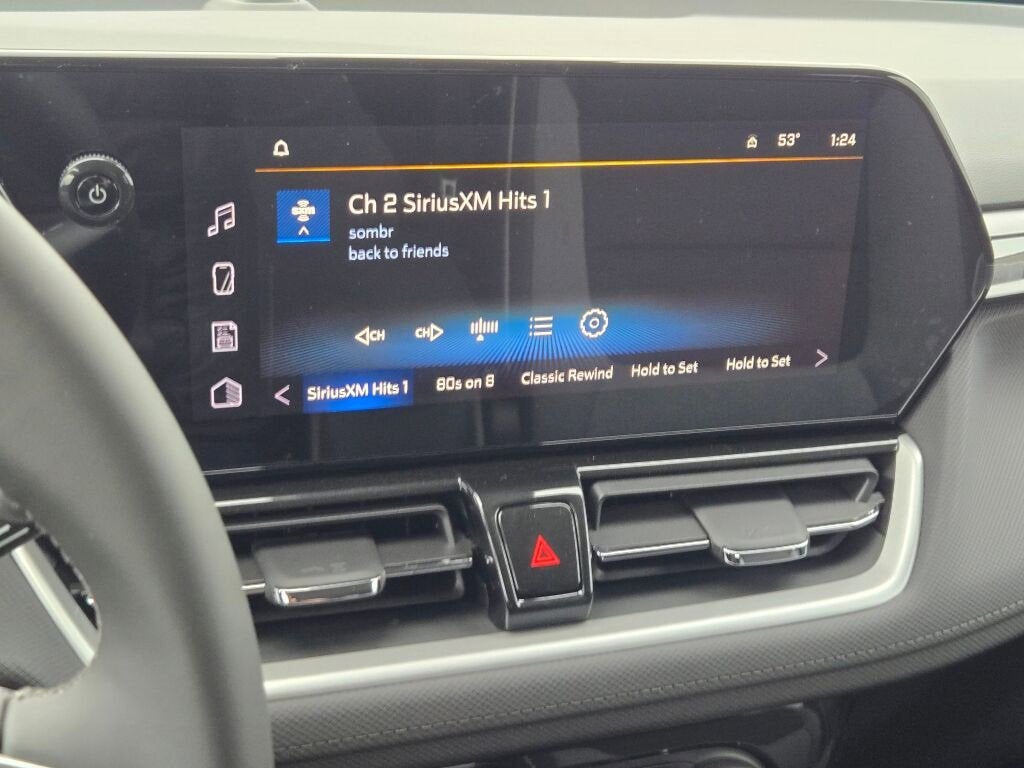 53° 1:24
SXM
Ch 2 SiriusXM Hits 1
sombr
back to friends
CH CH
< SiriusXM Hits 1 80s on 8 Classic Rewind Hold to Set Hold to Set >